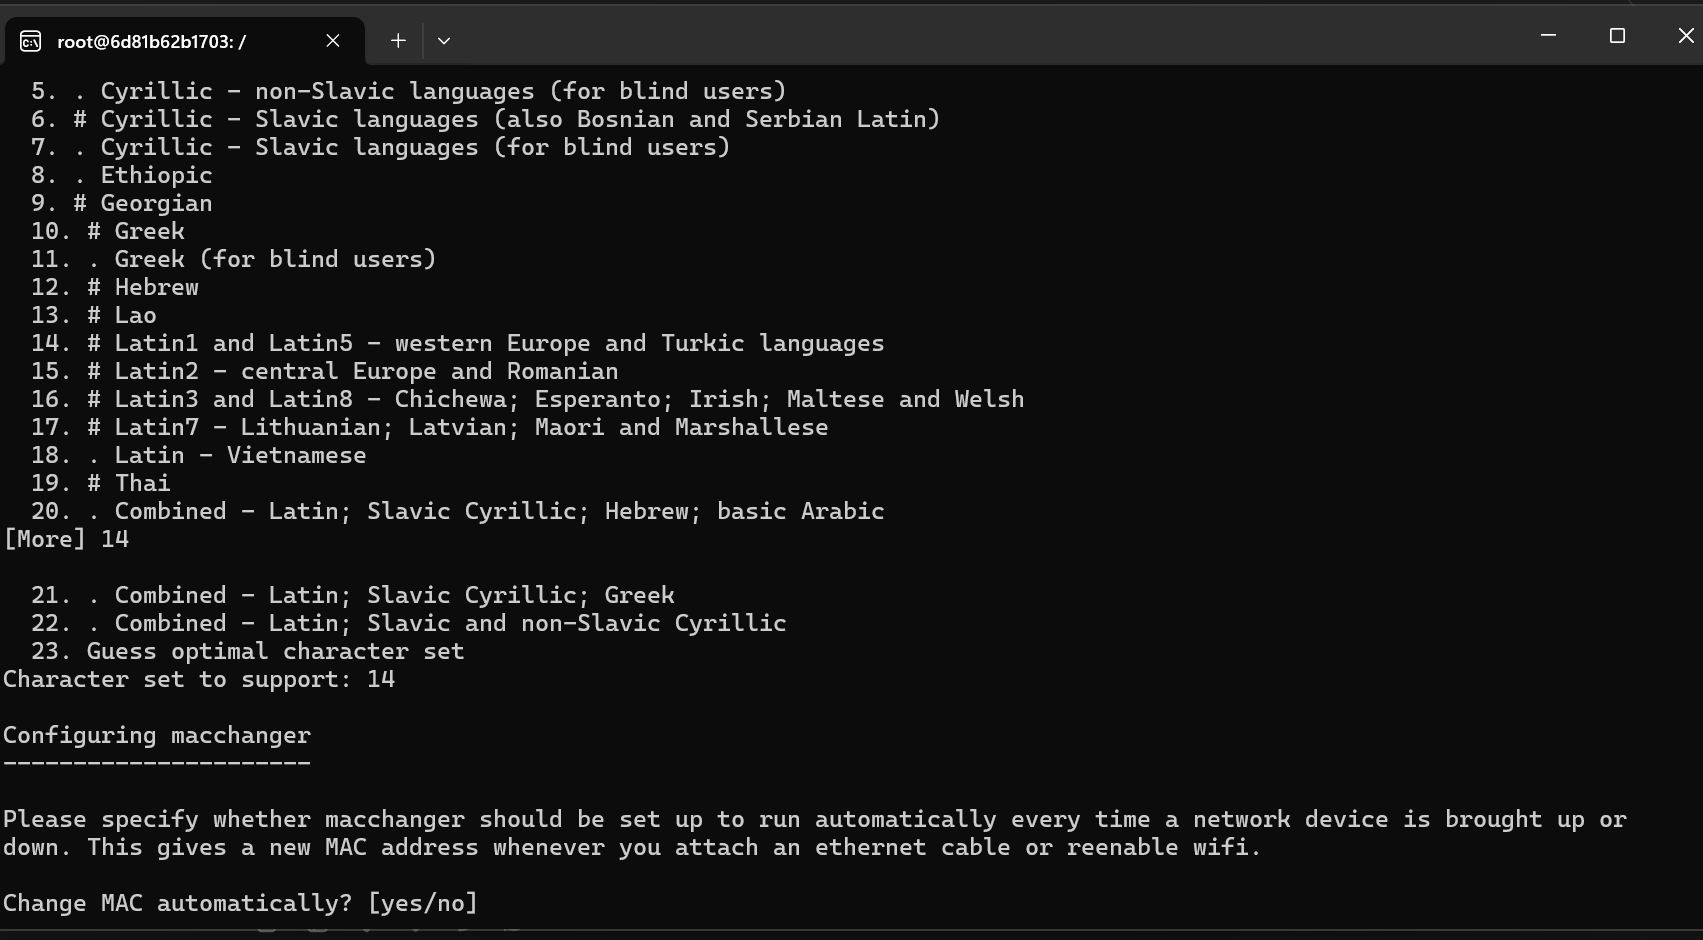 root@6d81b62b1703: /
5. . Cyrillic - non-Slavic languages (for blind users)
6. # Cyrillic - Slavic languages (also Bosnian and Serbian Latin)
7. . Cyrillic - Slavic languages (for blind users)
8. . Ethiopic
9. # Georgian
10. # Greek
11. . Greek (for blind users)
12. # Hebrew
13. # Lao
14. # Latin1 and Latin5 - western Europe and Turkic languages
15. # Latin2 - central Europe and Romanian
16. # Latin3 and Latin8 - Chichewa; Esperanto; Irish; Maltese and Welsh
17. # Latin7 - Lithuanian; Latvian; Maori and Marshallese
18. . Latin - Vietnamese
19. # Thai
20. . Combined - Latin; Slavic Cyrillic; Hebrew; basic Arabic
[More] 14
21. . Combined - Latin; Slavic Cyrillic; Greek
22. . Combined - Latin; Slavic and non-Slavic Cyrillic
23. Guess optimal character set
Character set to support: 14
Configuring macchanger
----------------------
Please specify whether macchanger should be set up to run automatically every time a network device is brought up or
down. This gives a new MAC address whenever you attach an ethernet cable or reenable wifi.
Change MAC automatically? [yes/no]